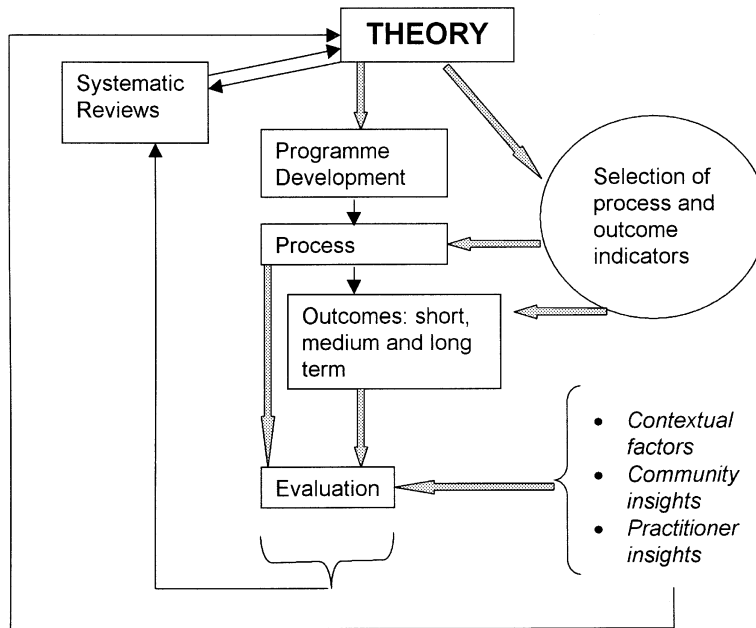 THEORY
Systematic
Reviews
Programme
Development
Selection of
process and
outcome
indicators
Process
Outcomes: short,
medium and long
term
• Contextual
factors
• Community
insights
• Practitioner
insights
Evaluation